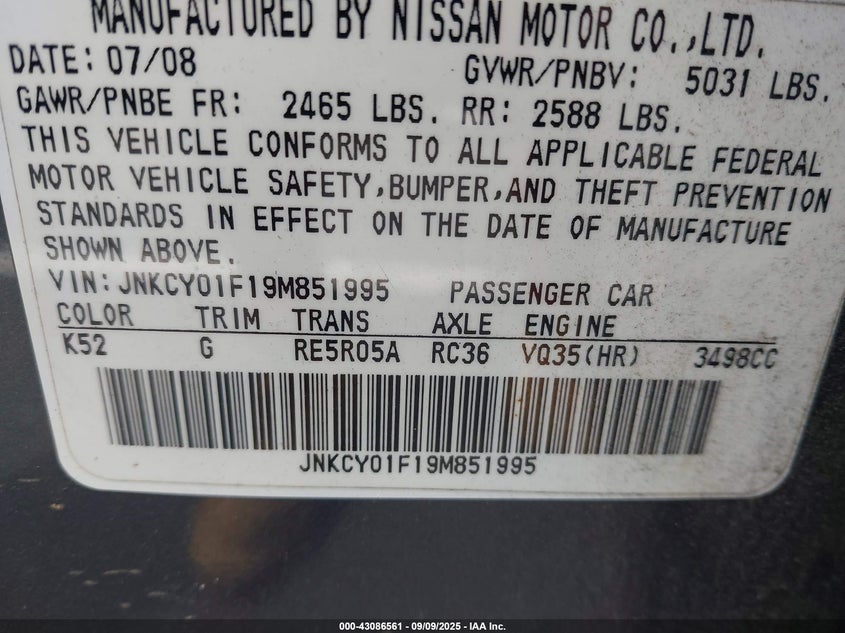 MANUFACTURED BY NISSAN MOTOR CO.,LTD.
DATE: 07/08 GVWR/PNBV: 5031 LBS.
GAWR/PNBE FR: 2465 LBS. RR: 2588 LBS.
THIS VEHICLE CONFORMS TO ALL APPLICABLE FEDERAL
MOTOR VEHICLE SAFETY,BUMPER,AND THEFT PREVENTION
STANDARDS IN EFFECT ON THE DATE OF MANUFACTURE
SHOWN ABOVE.
VIN: JNKCY01F19M851995 PASSENGER CAR
COLOR TRIM TRANS AXLE ENGINE
K52 G RE5R05A RC36 VQ35(HR) 3498CC
JNKCY01F19M851995
000-43086561 - 09/09/2025 - IAA Inc.